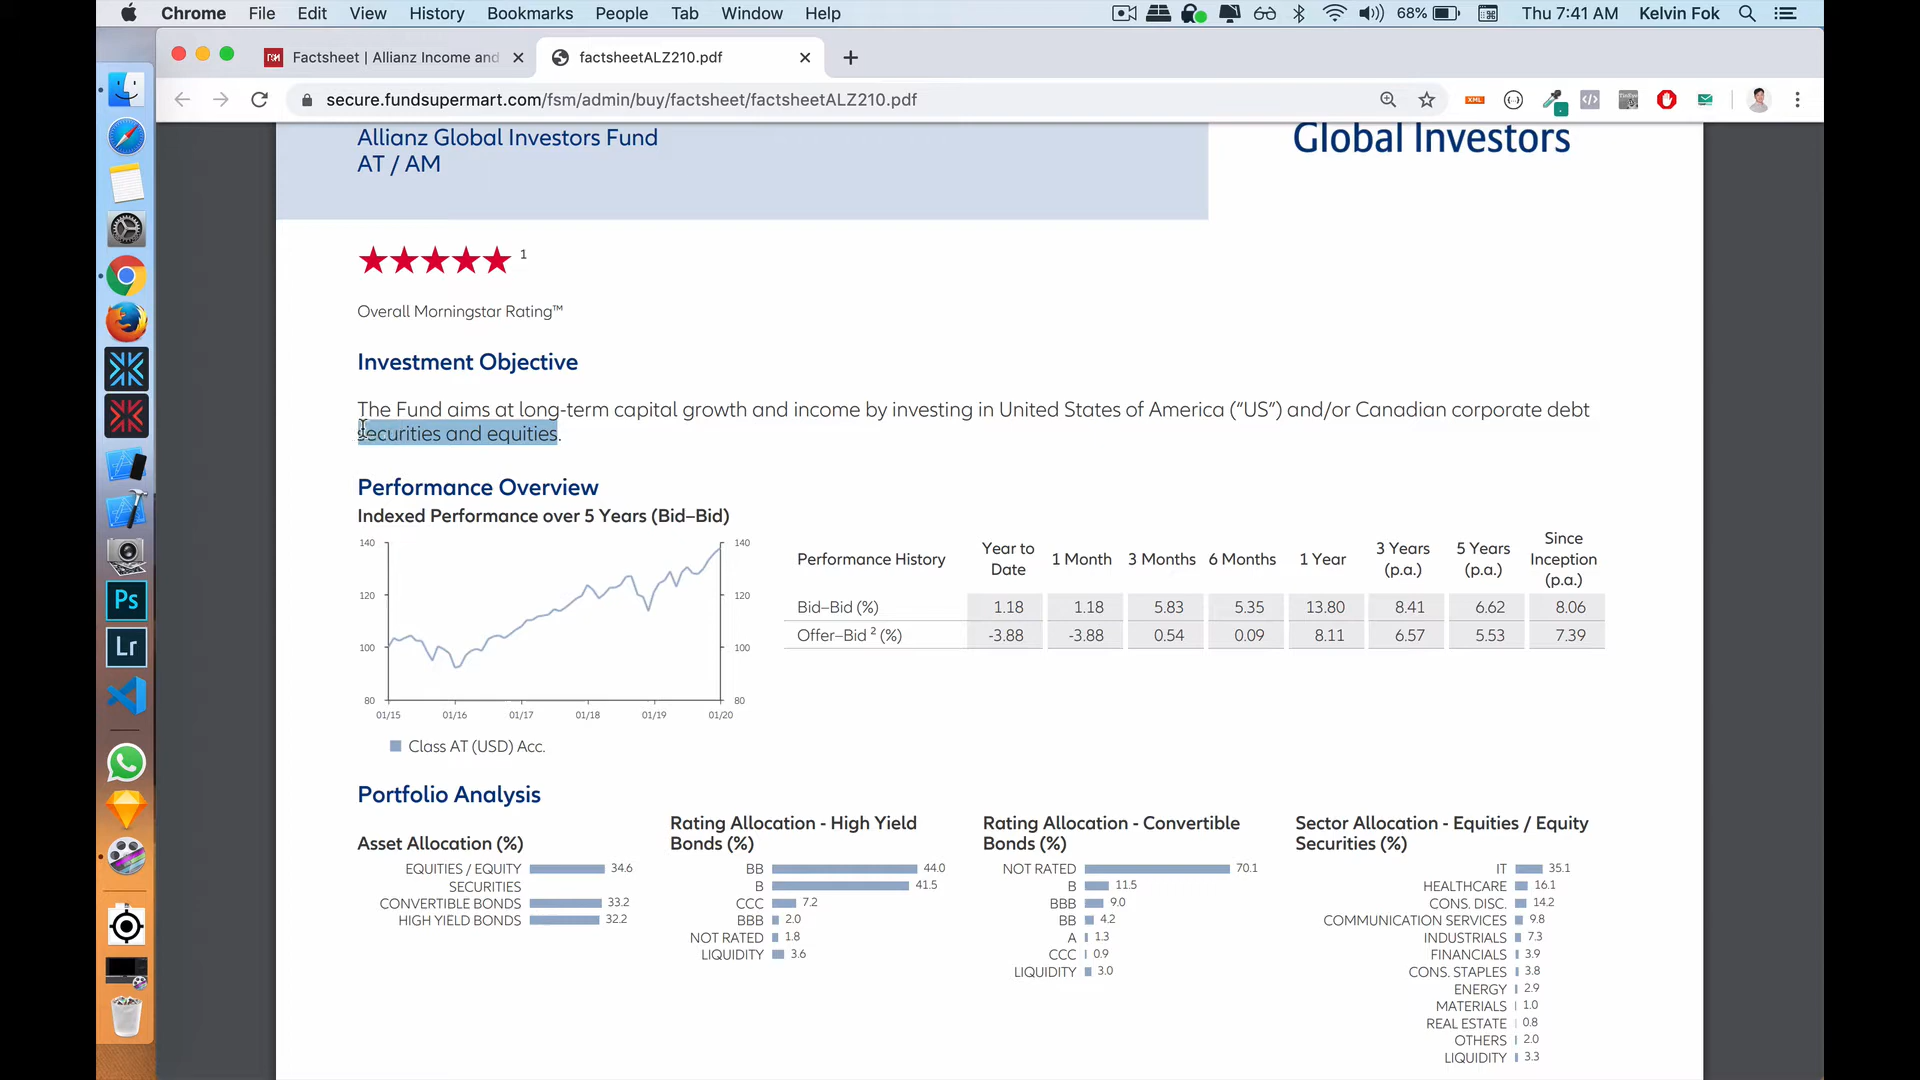 Chrome File Edit View History Bookmarks People Tab Window Help 68% Thu 7:41 AM Kelvin Fok
Factsheet | Allianz Income and factsheetALZ210.pdf
secure.fundsupermart.com/fsm/admin/buy/factsheet/factsheetALZ210.pdf
Allianz Global Investors Fund
AT / AM
Global Investors
1
Overall Morningstar Rating™
Investment Objective
The Fund aims at long-term capital growth and income by investing in United States of America (“US”) and/or Canadian corporate debt
securities and equities.
Performance Overview
Indexed Performance over 5 Years (Bid–Bid)
140 140
120 120
100 100
80 80
01/15 01/16 01/17 01/18 01/19 01/20
Class AT (USD) Acc.
Performance History Year to Date 1 Month 3 Months 6 Months 1 Year 3 Years (p.a.) 5 Years (p.a.) Since Inception (p.a.)
Bid–Bid (%) 1.18 1.18 5.83 5.35 13.80 8.41 6.62 8.06
Offer–Bid ² (%) -3.88 -3.88 0.54 0.09 8.11 6.57 5.53 7.39
Portfolio Analysis
Asset Allocation (%)
EQUITIES / EQUITY 34.6
SECURITIES
CONVERTIBLE BONDS 33.2
HIGH YIELD BONDS 32.2
Rating Allocation - High Yield
Bonds (%)
BB 44.0
B 41.5
CCC 7.2
BBB 2.0
NOT RATED 1.8
LIQUIDITY 3.6
Rating Allocation - Convertible
Bonds (%)
NOT RATED 70.1
B 11.5
BBB 9.0
BB 4.2
A 1.3
CCC 0.9
LIQUIDITY 3.0
Sector Allocation - Equities / Equity
Securities (%)
IT 35.1
HEALTHCARE 16.1
CONS. DISC. 14.2
COMMUNICATION SERVICES 9.8
INDUSTRIALS 7.3
FINANCIALS 3.9
CONS. STAPLES 3.8
ENERGY 2.9
MATERIALS 1.0
REAL ESTATE 0.8
OTHERS 2.0
LIQUIDITY 3.3
Ps
Lr
XML